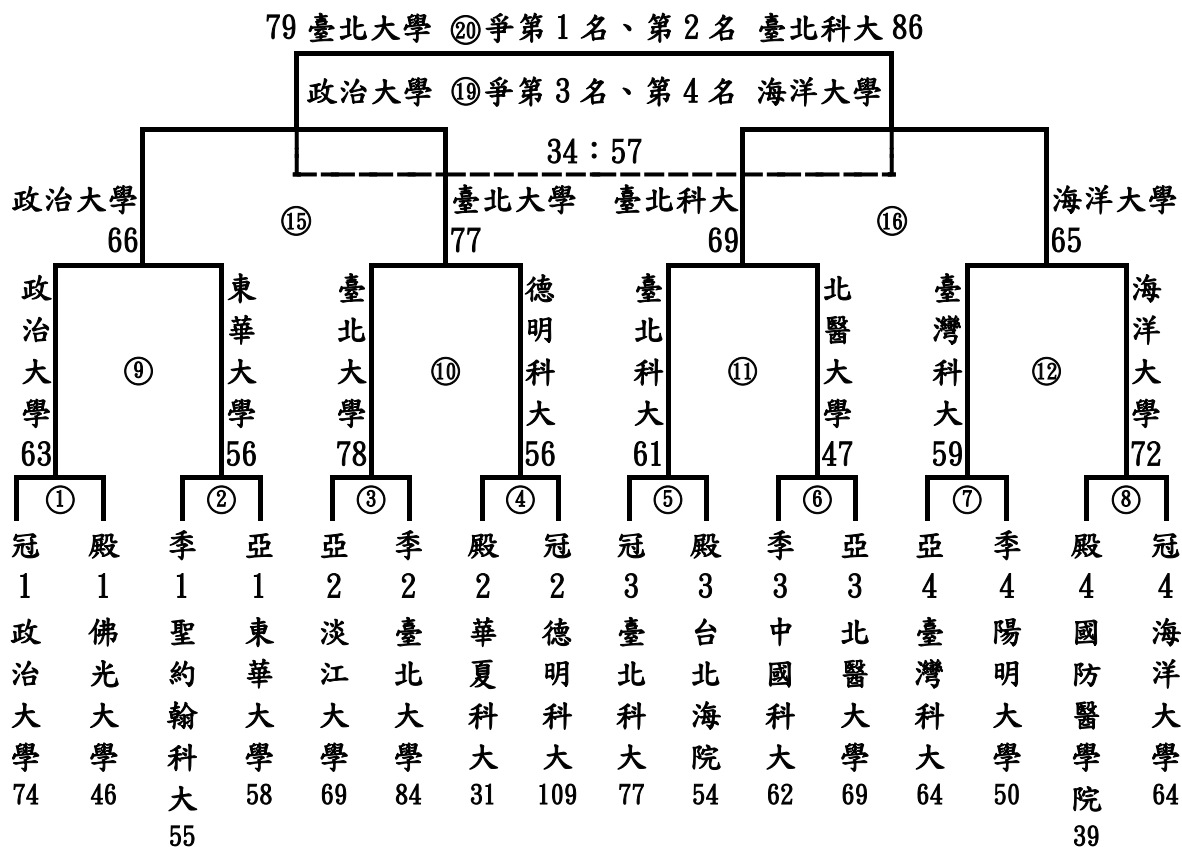 79 臺北大學 ⑳爭第1名、第2名 臺北科大86
政治大學 ⑲爭第3名、第4名 海洋大學
34：57
政治大學 臺北大學 臺北科大 海洋大學
⑮ ⑯
66 77 69 65
政治大學 東華大學 臺北大學 德明科大 臺北科大 北醫大學 臺灣科大 海洋大學
⑨ ⑩ ⑪ ⑫
63 56 78 56 61 47 59 72
① ② ③ ④ ⑤ ⑥ ⑦ ⑧
冠 殿 季 亞 亞 季 殿 冠 冠 殿 季 亞 亞 季 殿 冠
1 1 1 1 2 2 2 2 3 3 3 3 4 4 4 4
政治大學 佛光大學 聖約翰科大 東華大學 淡江大學 臺北大學 華夏科大 德明科大 臺北科大 台北海院 中國科大 北醫大學 臺灣科大 陽明大學 國防醫學院 海洋大學
74 46 55 58 69 84 31 109 77 54 62 69 64 50 39 64